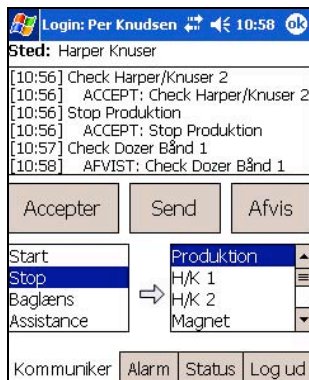 Login: Per Knudsen 10:58 ok
Sted: Harper Knuser
[10:56] Check Harper/Knuser 2
[10:56] ACCEPT: Check Harper/Knuser 2
[10:56] Stop Produktion
[10:56] ACCEPT: Stop Produktion
[10:57] Check Dozer Bånd 1
[10:58] AFVIST: Check Dozer Bånd 1
Accepter Send Afvis
Start Produktion
Stop H/K 1
Baglæns H/K 2
Assistance Magnet
Kommuniker Alarm Status Log ud